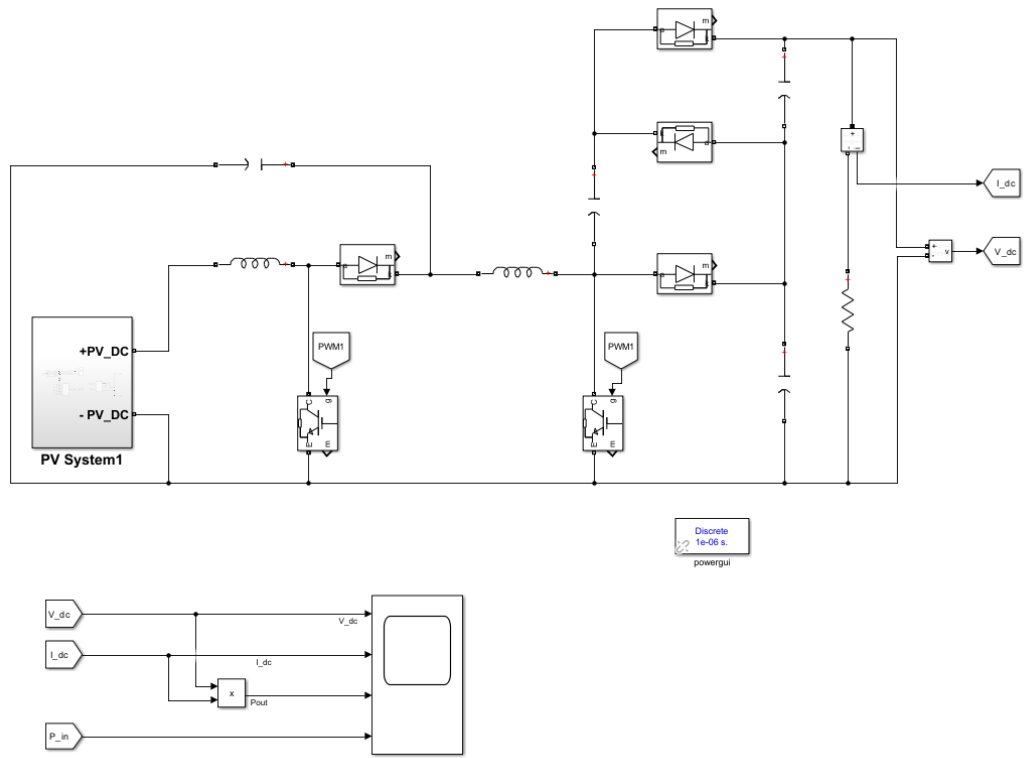 m
m
+
I_dc
m
+
-
v
V_dc
m
+PV_DC
- PV_DC
PV System1
PWM1
g
C
E
m
PWM1
g
C
E
m
Discrete
1e-06 s.
powergui
V_dc
V_dc
I_dc
I_dc
x
Pout
P_in